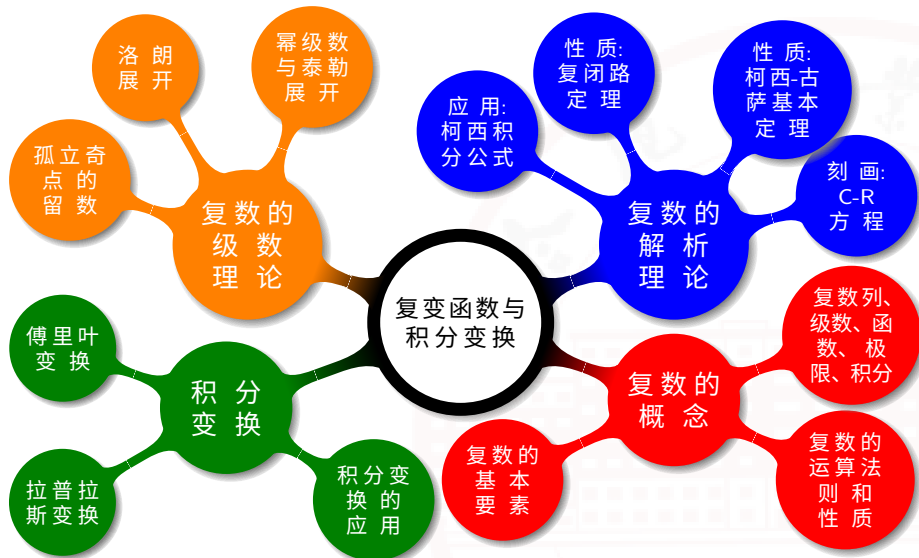 洛朗
展开
幂级数
与泰勒
展开
孤立奇
点的
留数
复数的
级数
理论
性质:
复闭路
定理
性质:
柯西-古
萨基本
定理
应用:
柯西积
分公式
刻画:
C-R
方程
复数的
解析
理论
复变函数与
积分变换
傅里叶
变换
积分
变换
拉普拉
斯变换
积分变
换的
应用
复数列、
级数、函
数、极
限、积分
复数的
概念
复数的
基本
要素
复数的
运算法
则和
性质